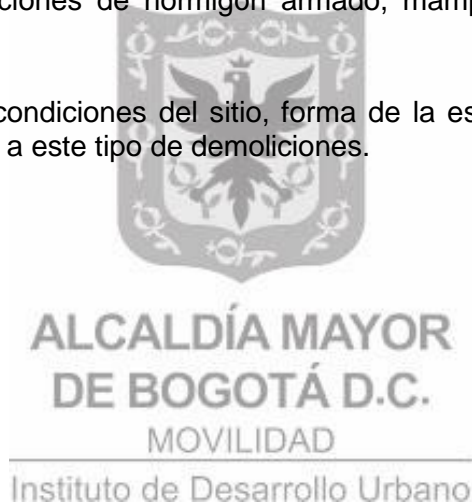 ciones de hormigón armado, mamp
condiciones del sitio, forma de la es
a este tipo de demoliciones.
ALCALDÍA MAYOR
DE BOGOTÁ D.C.
MOVILIDAD
Instituto de Desarrollo Urbano